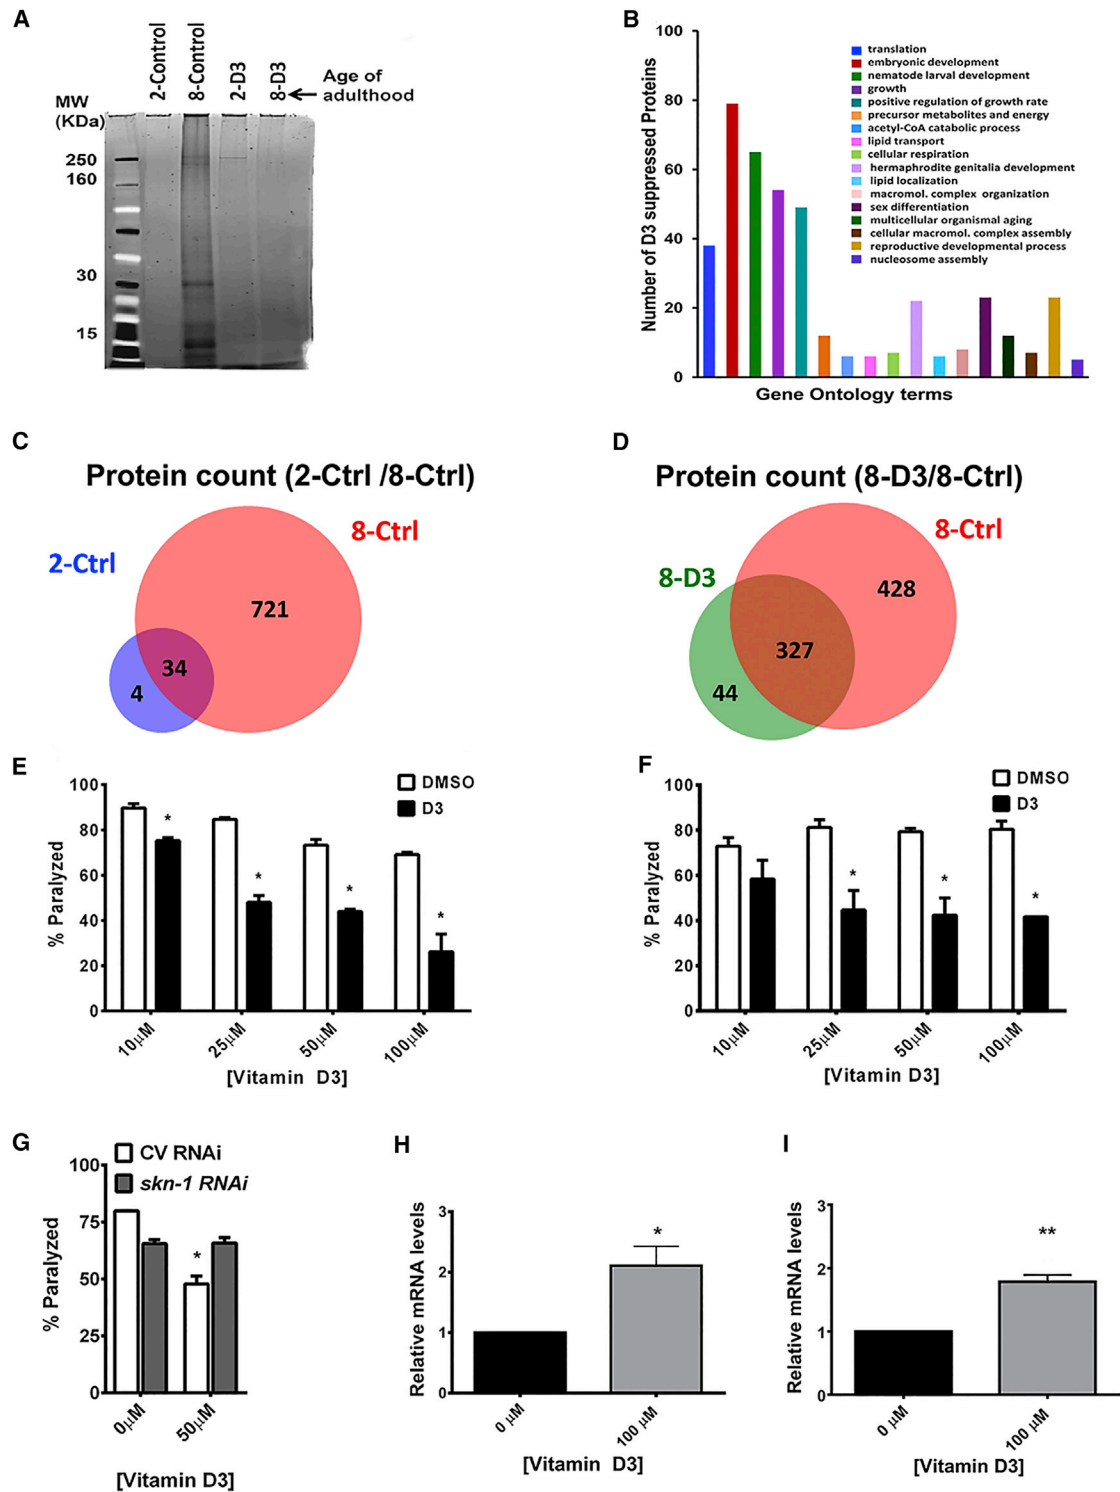 A
2-Control
8-Control
2-D3
8-D3
Age of
adulthood
MW
(KDa)
250
160
30
15
B
Number of D3 suppressed Proteins
100
80
60
40
20
0
translation
embryonic development
nematode larval development
growth
positive regulation of growth rate
precursor metabolites and energy
acetyl-CoA catabolic process
lipid transport
cellular respiration
hermaphrodite genitalia development
lipid localization
macromol. complex organization
sex differentiation
multicellular organismal aging
cellular macromol. complex assembly
reproductive developmental process
nucleosome assembly
Gene Ontology terms
C
Protein count (2-Ctrl /8-Ctrl)
8-Ctrl
2-Ctrl
721
34
4
D
Protein count (8-D3/8-Ctrl)
8-Ctrl
8-D3
428
327
44
E
% Paralyzed
100
80
60
40
20
0
DMSO
D3
*
*
*
*
10µM
25µM
50µM
100µM
[Vitamin D3]
F
% Paralyzed
100
80
60
40
20
0
DMSO
D3
*
*
*
10µM
25µM
50µM
100µM
[Vitamin D3]
G
CV RNAi
skn-1 RNAi
% Paralyzed
100
75
50
25
0
*
0µM
50µM
[Vitamin D3]
H
Relative mRNA levels
3
2
1
0
*
0 µM
100 µM
[Vitamin D3]
I
Relative mRNA levels
3
2
1
0
**
0 µM
100 µM
[Vitamin D3]